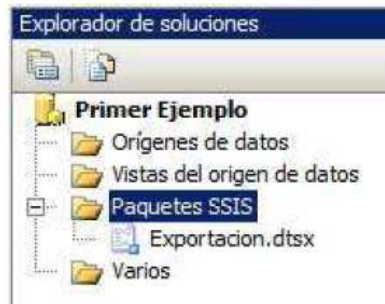 Explorador de soluciones
Primer Ejemplo
Orígenes de datos
Vistas del origen de datos
Paquetes SSIS
Exportacion.dtsx
Varios